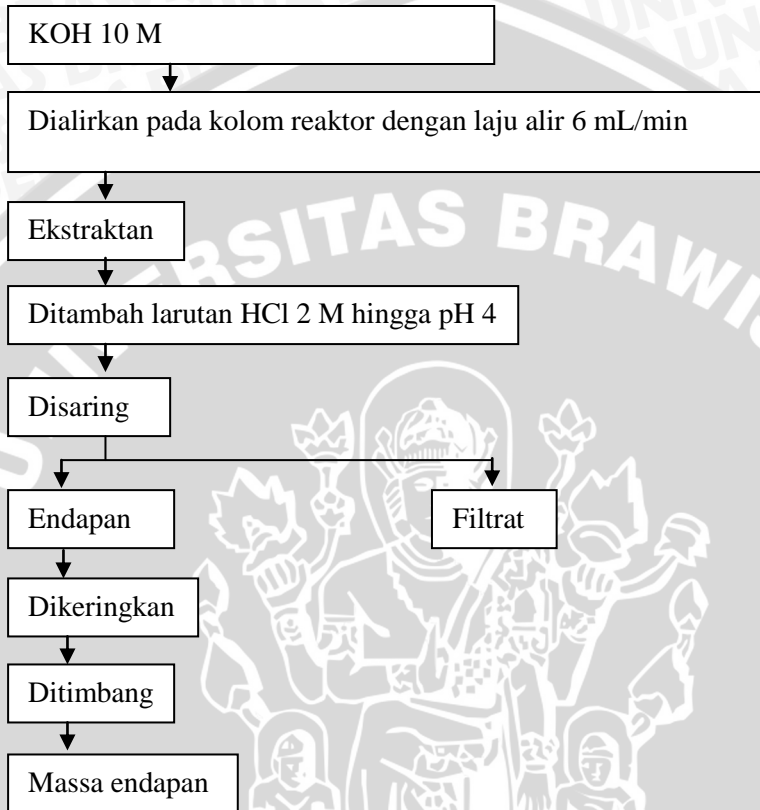 KOH 10 M
Dialirkan pada kolom reaktor dengan laju alir 6 mL/min
Ekstraktan
Ditambah larutan HCl 2 M hingga pH 4
Disaring
Endapan
Filtrat
Dikeringkan
Ditimbang
Massa endapan